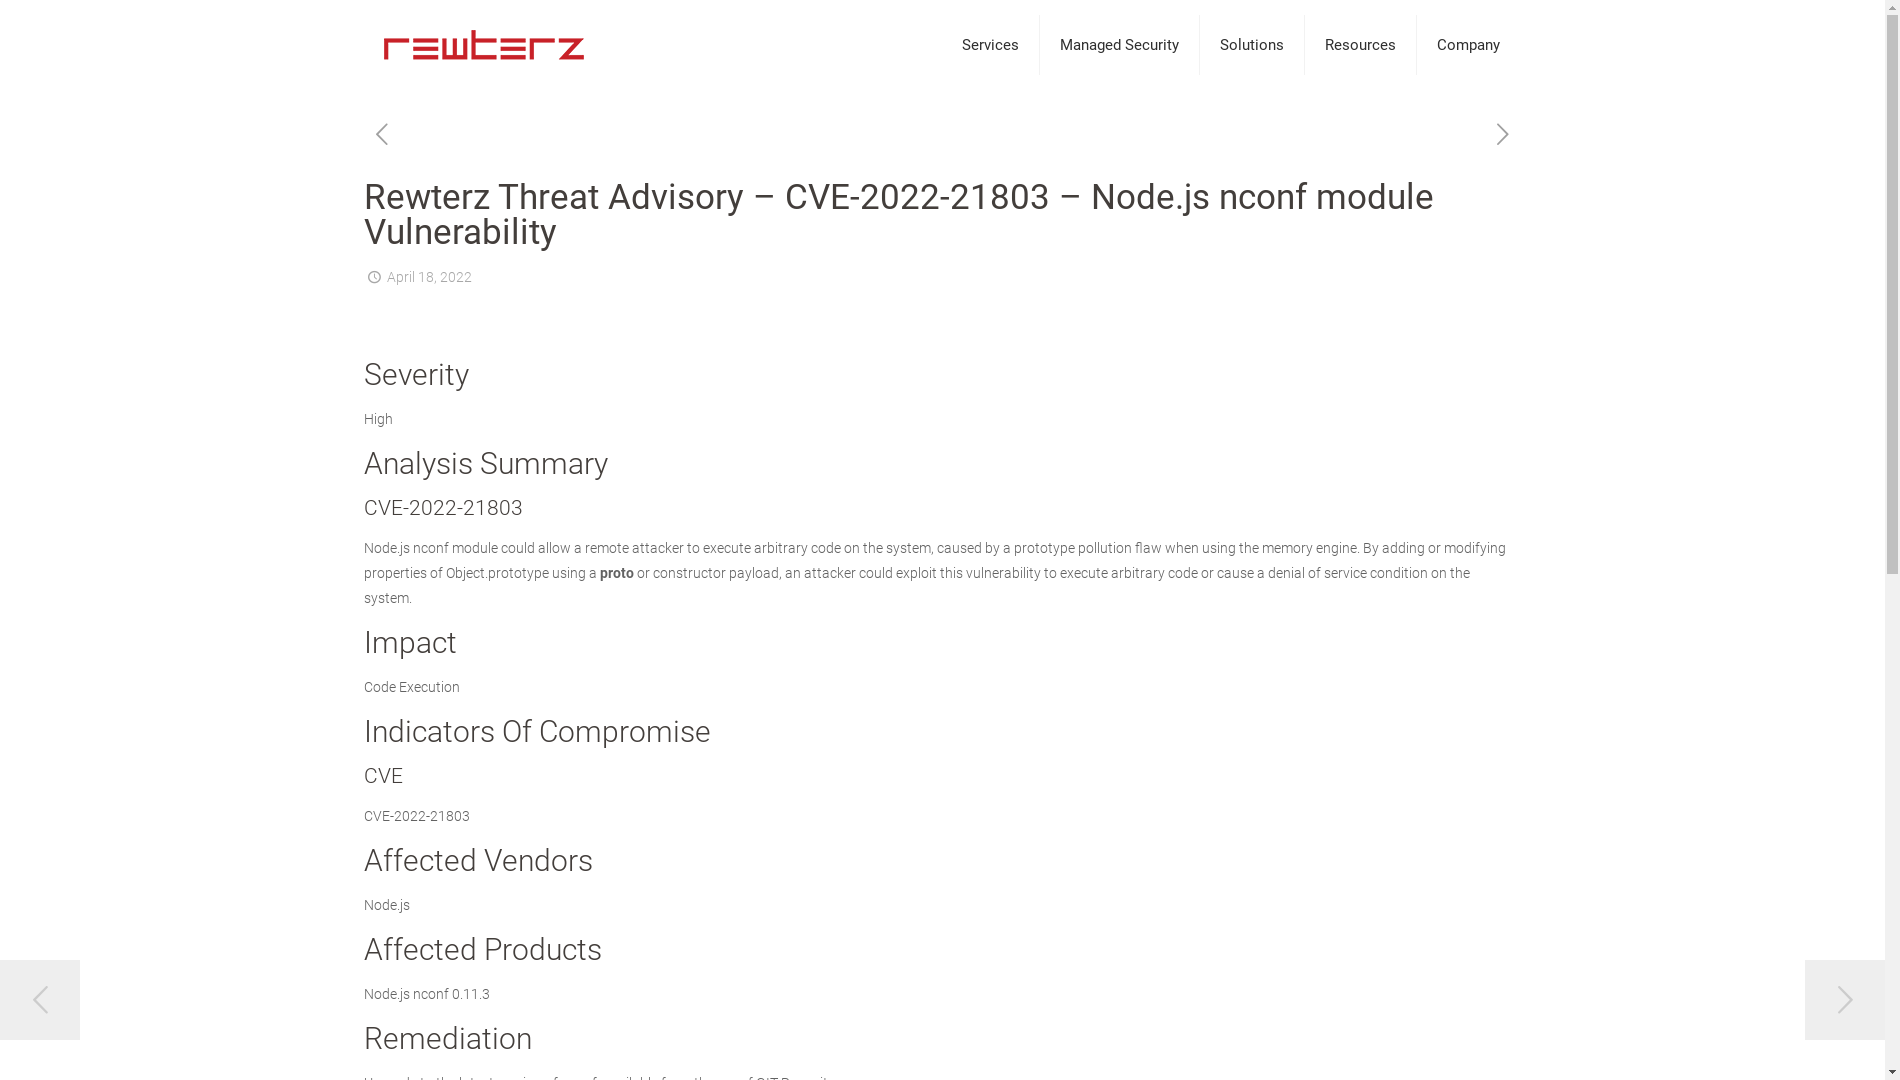 rewterz
Services
Managed Security
Solutions
Resources
Company
Rewterz Threat Advisory – CVE-2022-21803 – Node.js nconf module
Vulnerability
April 18, 2022
Severity
High
Analysis Summary
CVE-2022-21803
Node.js nconf module could allow a remote attacker to execute arbitrary code on the system, caused by a prototype pollution flaw when using the memory engine. By adding or modifying
properties of Object.prototype using a proto or constructor payload, an attacker could exploit this vulnerability to execute arbitrary code or cause a denial of service condition on the
system.
Impact
Code Execution
Indicators Of Compromise
CVE
CVE-2022-21803
Affected Vendors
Node.js
Affected Products
Node.js nconf 0.11.3
Remediation